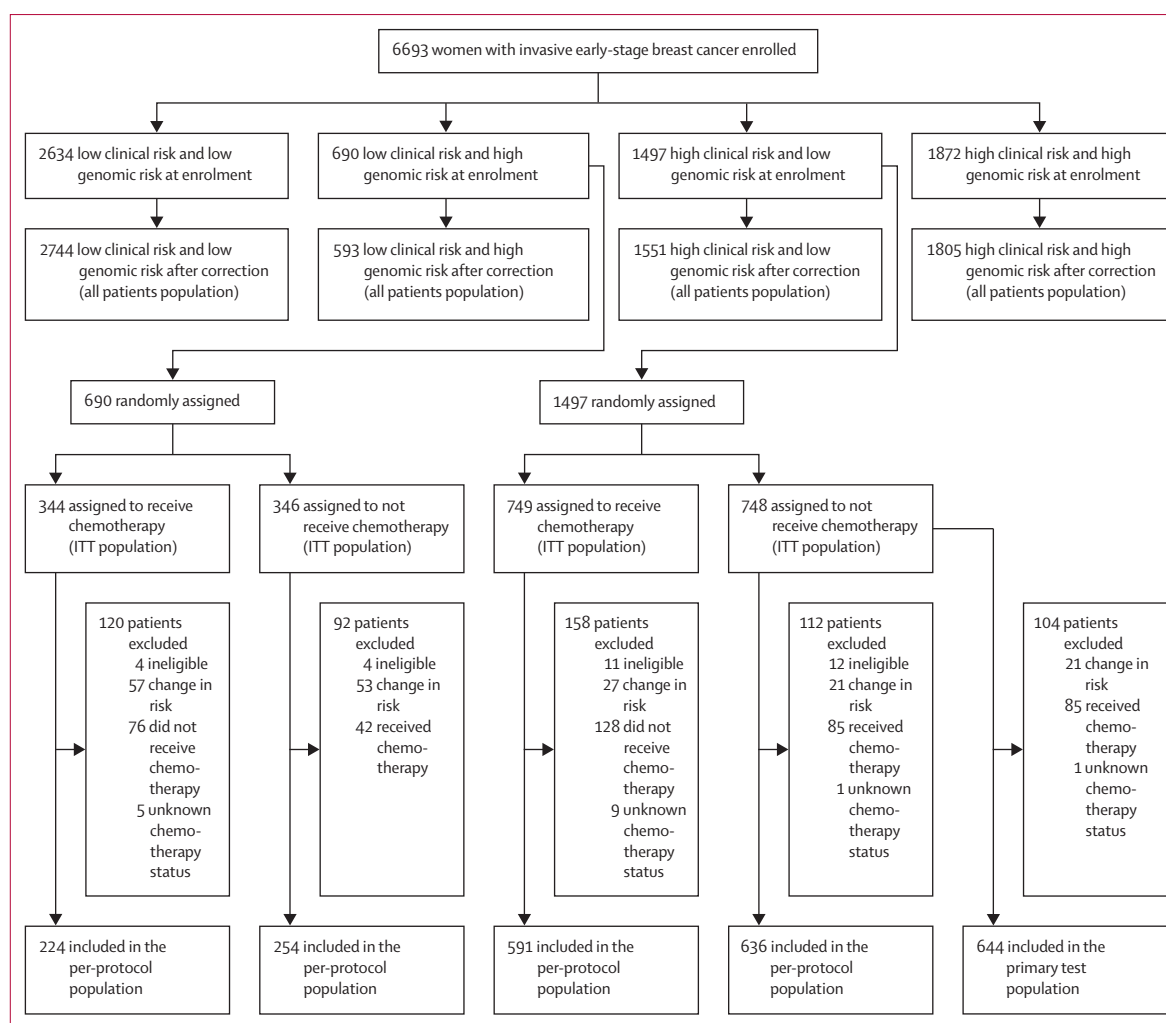 6693 women with invasive early-stage breast cancer enrolled
2634 low clinical risk and low
genomic risk at enrolment
690 low clinical risk and high
genomic risk at enrolment
1497 high clinical risk and low
genomic risk at enrolment
1872 high clinical risk and high
genomic risk at enrolment
2744 low clinical risk and low
genomic risk after correction
(all patients population)
593 low clinical risk and high
genomic risk after correction
(all patients population)
1551 high clinical risk and low
genomic risk after correction
(all patients population)
1805 high clinical risk and high
genomic risk after correction
(all patients population)
690 randomly assigned
1497 randomly assigned
344 assigned to receive
chemotherapy
(ITT population)
346 assigned to not
receive chemotherapy
(ITT population)
749 assigned to receive
chemotherapy
(ITT population)
748 assigned to not
receive chemotherapy
(ITT population)
120 patients
excluded
4 ineligible
57 change in
risk
76 did not
receive
chemo-
therapy
5 unknown
chemo-
therapy
status
92 patients
excluded
4 ineligible
53 change in
risk
42 received
chemo-
therapy
158 patients
excluded
11 ineligible
27 change in
risk
128 did not
receive
chemo-
therapy
9 unknown
chemo-
therapy
status
112 patients
excluded
12 ineligible
21 change in
risk
85 received
chemo-
therapy
1 unknown
chemo-
therapy
status
104 patients
excluded
21 change in
risk
85 received
chemo-
therapy
1 unknown
chemo-
therapy
status
224 included in the
per-protocol
population
254 included in the
per-protocol
population
591 included in the
per-protocol
population
636 included in the
per-protocol
population
644 included in the
primary test
population